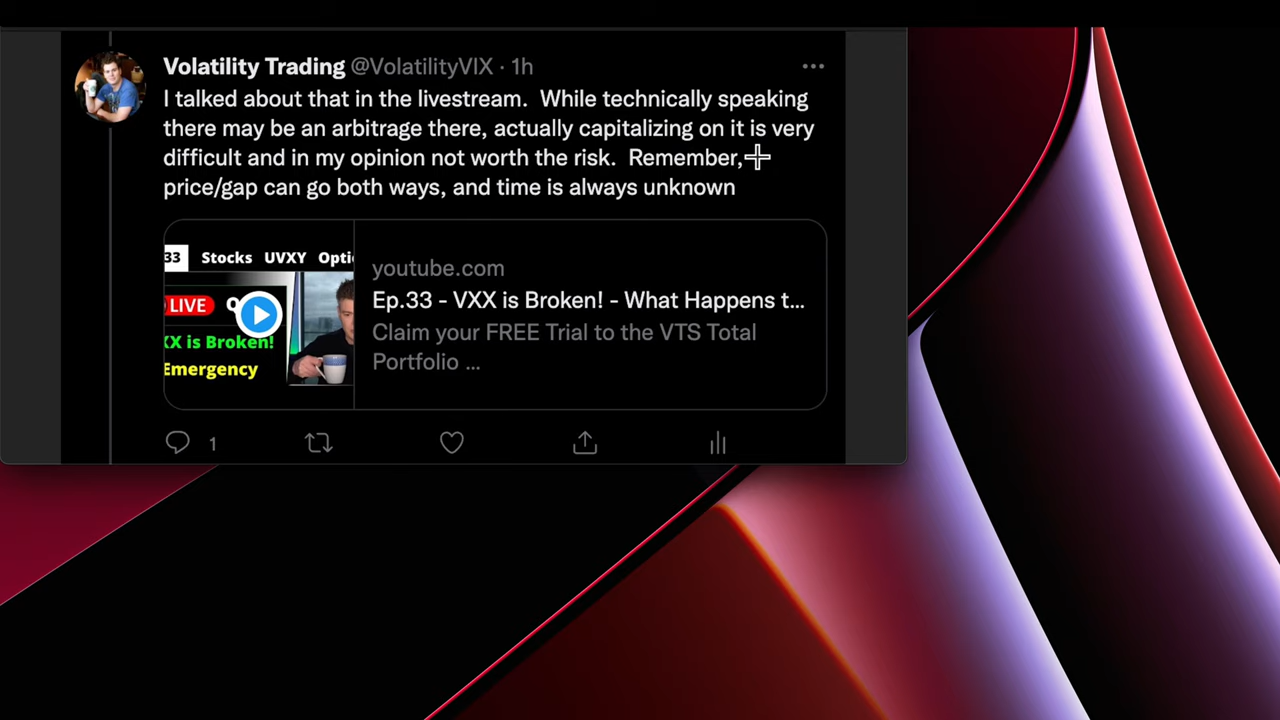 Volatility Trading @VolatilityVIX · 1h
I talked about that in the livestream. While technically speaking
there may be an arbitrage there, actually capitalizing on it is very
difficult and in my opinion not worth the risk. Remember,
price/gap can go both ways, and time is always unknown
33 Stocks UVXY Opti
LIVE
XX is Broken!
Emergency
youtube.com
Ep.33 - VXX is Broken! - What Happens t...
Claim your FREE Trial to the VTS Total
Portfolio ...
1